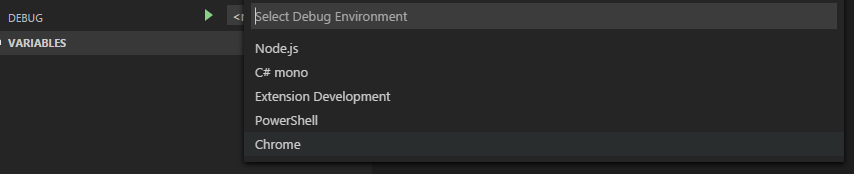 DEBUG
Select Debug Environment
VARIABLES
Node.js
C# mono
Extension Development
PowerShell
Chrome